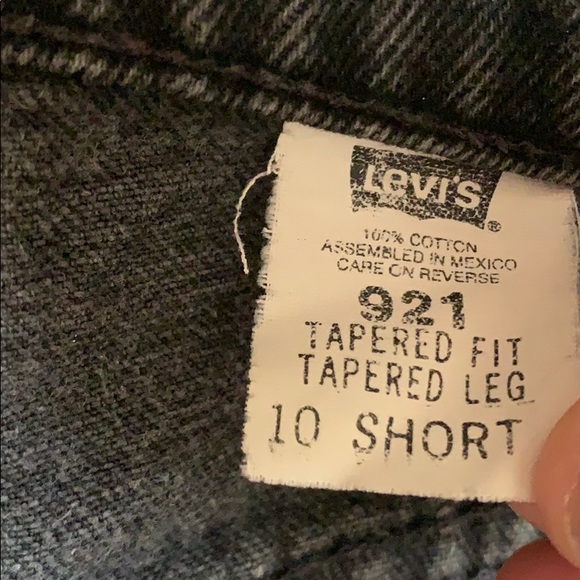 Levi's ®
100% COTTON
ASSEMBLED IN MEXICO
CARE ON REVERSE
921
TAPERED FIT
TAPERED LEG
10 SHORT